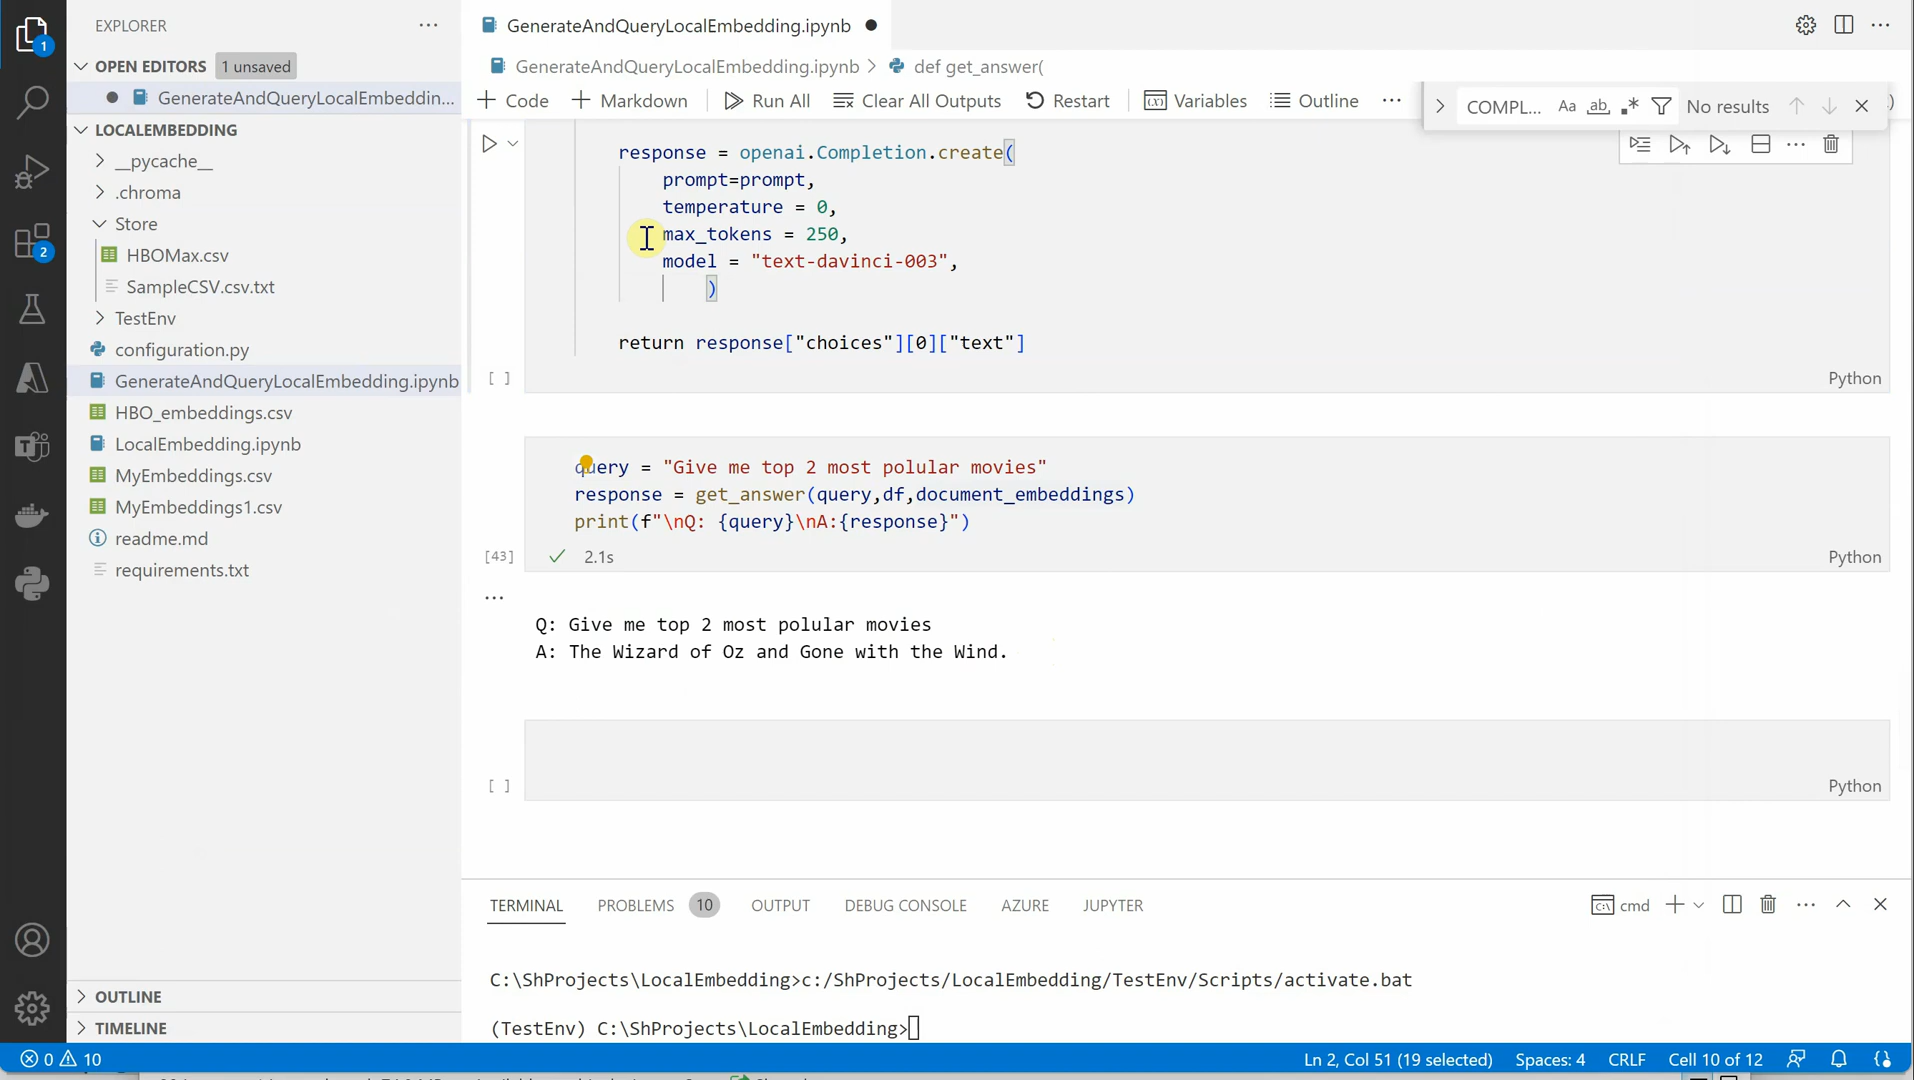 EXPLORER
GenerateAndQueryLocalEmbedding.ipynb
OPEN EDITORS 1 unsaved
GenerateAndQueryLocalEmbeddin...
LOCALEMBEDDING
__pycache__
.chroma
Store
HBOMax.csv
SampleCSV.csv.txt
TestEnv
configuration.py
GenerateAndQueryLocalEmbedding.ipynb
HBO_embeddings.csv
LocalEmbedding.ipynb
MyEmbeddings.csv
MyEmbeddings1.csv
readme.md
requirements.txt
OUTLINE
TIMELINE
1
2
GenerateAndQueryLocalEmbedding.ipynb > def get_answer(
+ Code + Markdown Run All Clear All Outputs Restart Variables Outline ...
COMPL... Aa ab .* No results
response = openai.Completion.create(
prompt=prompt,
temperature = 0,
max_tokens = 250,
model = "text-davinci-003",
)
return response["choices"][0]["text"]
[ ] Python
query = "Give me top 2 most polular movies"
response = get_answer(query,df,document_embeddings)
print(f"\nQ: {query}\nA:{response}")
[43] 2.1s Python
...
Q: Give me top 2 most polular movies
A: The Wizard of Oz and Gone with the Wind.
[ ] Python
TERMINAL PROBLEMS 10 OUTPUT DEBUG CONSOLE AZURE JUPYTER cmd
C:\ShProjects\LocalEmbedding>c:/ShProjects/LocalEmbedding/TestEnv/Scripts/activate.bat
(TestEnv) C:\ShProjects\LocalEmbedding>
0 10 Ln 2, Col 51 (19 selected) Spaces: 4 CRLF Cell 10 of 12